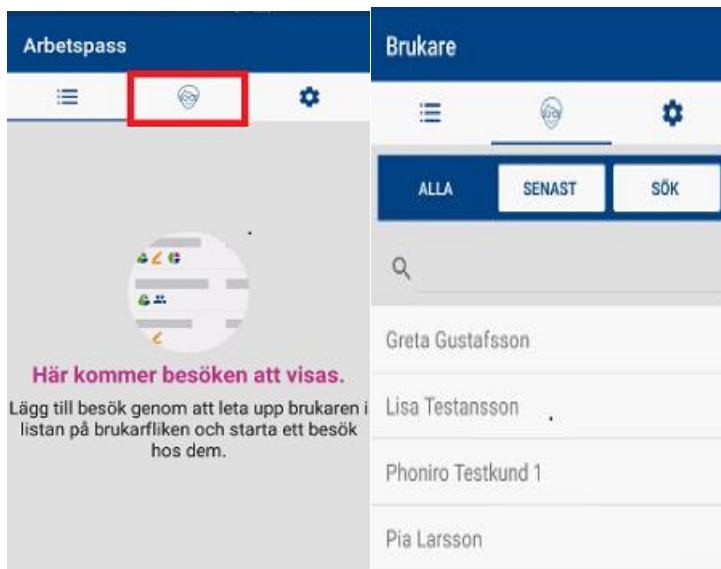 Arbetspass
Här kommer besöken att visas.
Lägg till besök genom att leta upp brukaren i
listan på brukarfliken och starta ett besök
hos dem.
Brukare
ALLA
SENAST
SÖK
Greta Gustafsson
Lisa Testansson
Phoniro Testkund 1
Pia Larsson